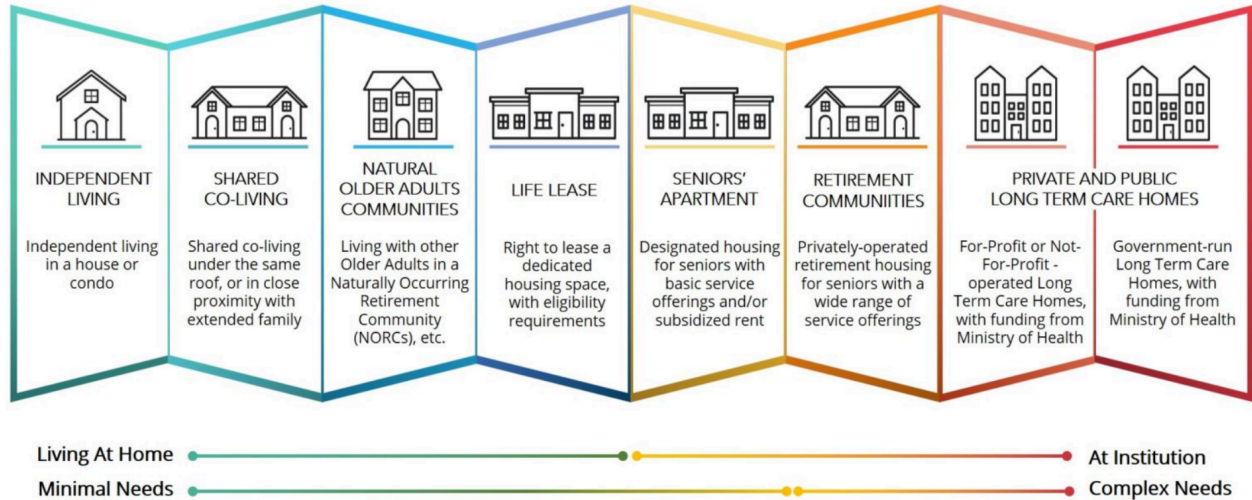 INDEPENDENT
LIVING
Independent living
in a house or
condo
SHARED
CO-LIVING
Shared co-living
under the same
roof, or in close
proximity with
extended family
NATURAL
OLDER ADULTS
COMMUNITIES
Living with other
Older Adults in a
Naturally Occurring
Retirement
Community
(NORCs), etc.
LIFE LEASE
Right to lease a
dedicated
housing space,
with eligibility
requirements
SENIORS'
APARTMENT
Designated housing
for seniors with
basic service
offerings and/or
subsidized rent
RETIREMENT
COMMUNIITIES
Privately-operated
retirement housing
for seniors with a
wide range of
service offerings
PRIVATE AND PUBLIC
LONG TERM CARE HOMES
For-Profit or Not-
For-Profit -
operated Long
Term Care Homes,
with funding from
Ministry of Health
Government-run
Long Term Care
Homes, with
funding from
Ministry of Health
Living At Home
At Institution
Minimal Needs
Complex Needs